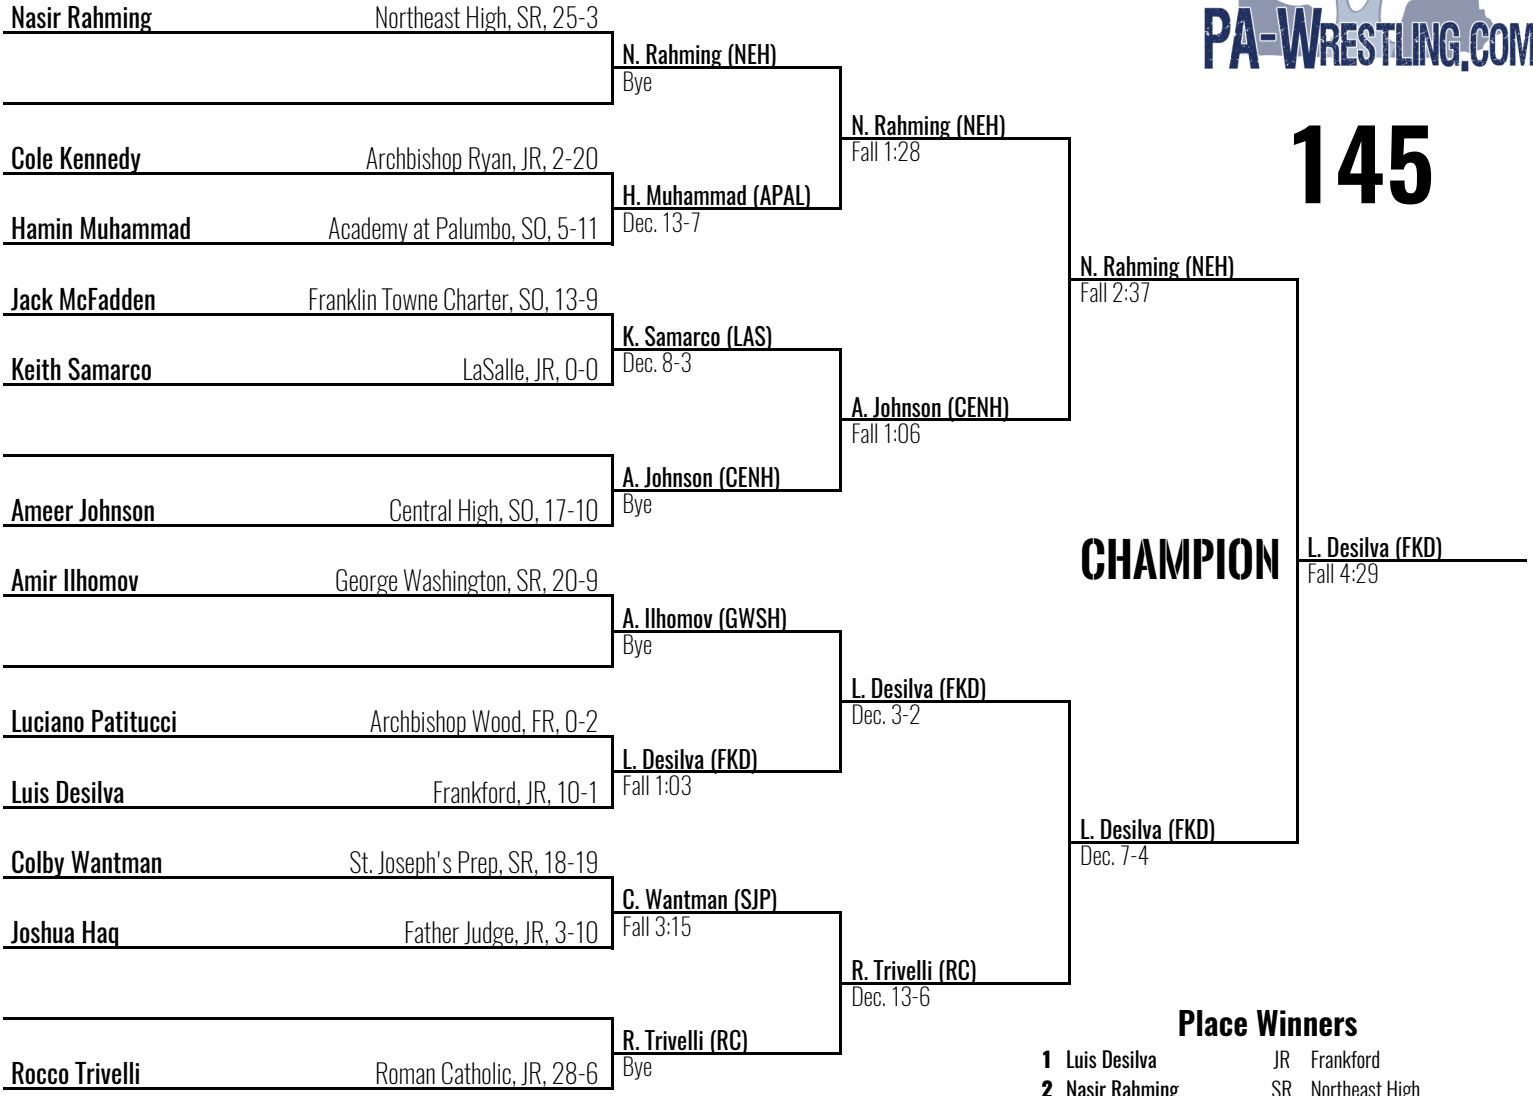 Nasir Rahming Northeast High, SR, 25-3
PA-WRESTLING.COM
N. Rahming (NEH)
Bye
N. Rahming (NEH)
Fall 1:28
145
Cole Kennedy Archbishop Ryan, JR, 2-20
H. Muhammad (APAL)
Dec. 13-7
Hamin Muhammad Academy at Palumbo, SO, 5-11
N. Rahming (NEH)
Fall 2:37
Jack McFadden Franklin Towne Charter, SO, 13-9
K. Samarco (LAS)
Dec. 8-3
Keith Samarco LaSalle, JR, 0-0
A. Johnson (CENH)
Fall 1:06
A. Johnson (CENH)
Bye
Ameer Johnson Central High, SO, 17-10
CHAMPION
L. Desilva (FKD)
Fall 4:29
Amir Ilhomov George Washington, SR, 20-9
A. Ilhomov (GWSH)
Bye
L. Desilva (FKD)
Dec. 3-2
Luciano Patitucci Archbishop Wood, FR, 0-2
L. Desilva (FKD)
Fall 1:03
Luis Desilva Frankford, JR, 10-1
L. Desilva (FKD)
Dec. 7-4
Colby Wantman St. Joseph's Prep, SR, 18-19
C. Wantman (SJP)
Fall 3:15
Joshua Haq Father Judge, JR, 3-10
R. Trivelli (RC)
Dec. 13-6
R. Trivelli (RC)
Bye
Rocco Trivelli Roman Catholic, JR, 28-6
Place Winners
1 Luis Desilva JR Frankford
2 Nasir Rahming SR Northeast High